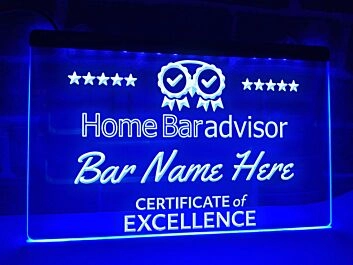 Home Baradvisor
Bar Name Here
CERTIFICATE of
EXCELLENCE